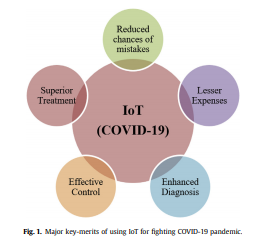 Reduced
chances of
mistakes
Superior
Treatment
Lesser
Expenses
IoT
(COVID-19)
Effective
Control
Enhanced
Diagnosis
Fig. 1. Major key-merits of using IoT for fighting COVID-19 pandemic.